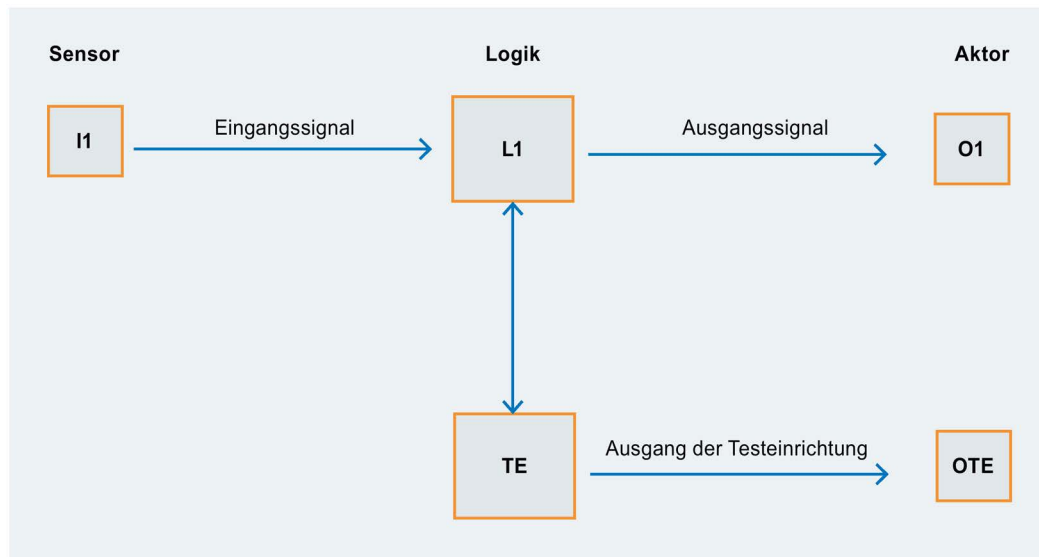 Sensor
Logik
Aktor
I1
Eingangssignal
L1
Ausgangssignal
O1
TE
Ausgang der Testeinrichtung
OTE